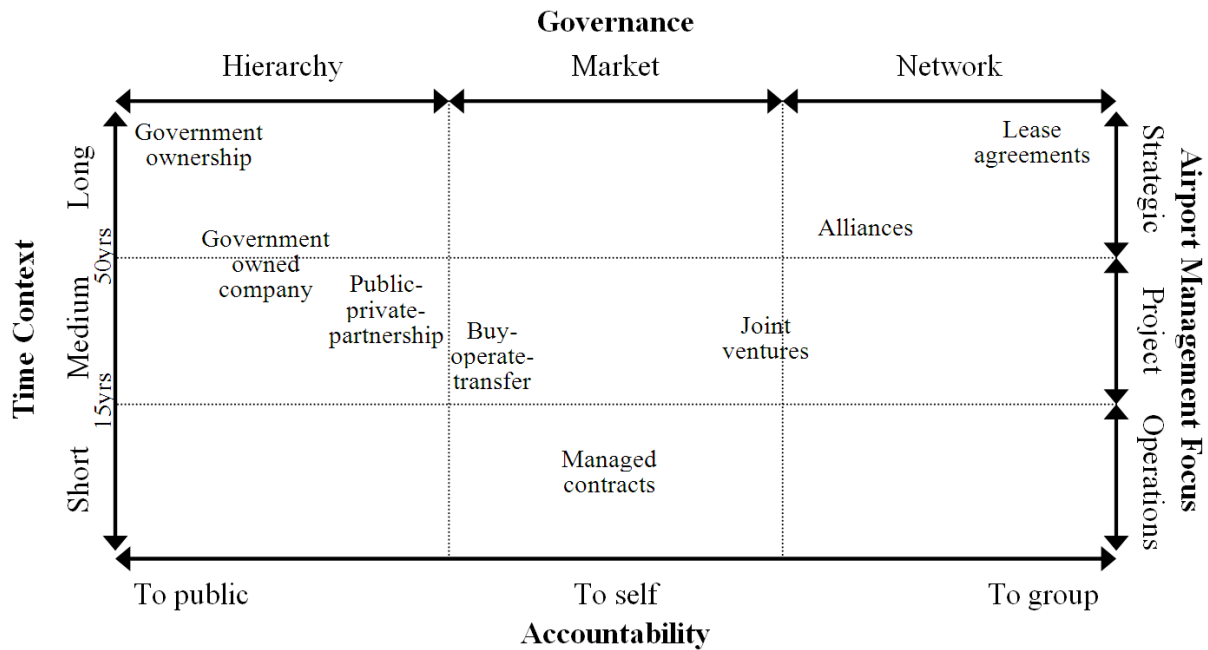 Governance
Hierarchy
Market
Network
Government
ownership
Lease
agreements
Alliances
Government
owned
company
Public-
private-
partnership
Buy-
operate-
transfer
Joint
ventures
Managed
contracts
Time Context
Long
50yrs
Medium
15yrs
Short
Strategic
Project
Operations
Airport Management Focus
To public
To self
To group
Accountability